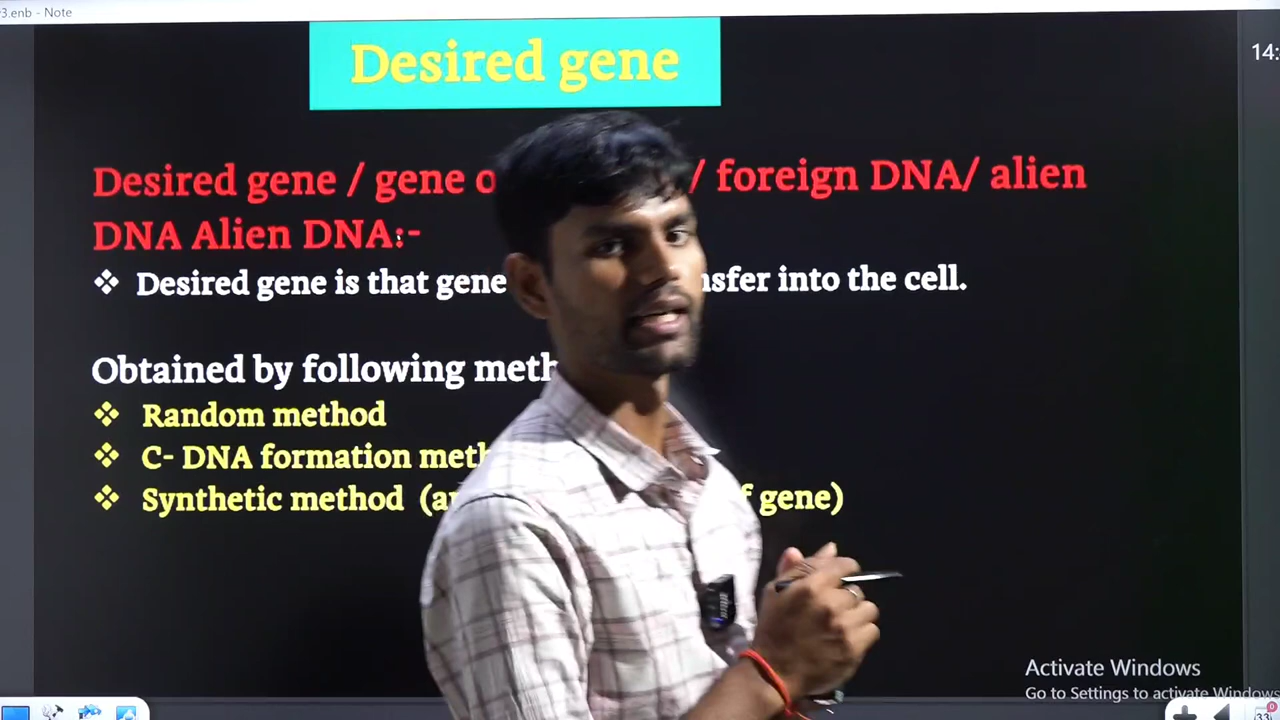 3.enb - Note
14:
Desired gene
Desired gene / gene o / foreign DNA/ alien
DNA Alien DNA:-
❖ Desired gene is that gene nsfer into the cell.
Obtained by following meth
❖ Random method
❖ C- DNA formation meth
❖ Synthetic method (ar f gene)
Activate Windows
Go to Settings to activate Windows
33